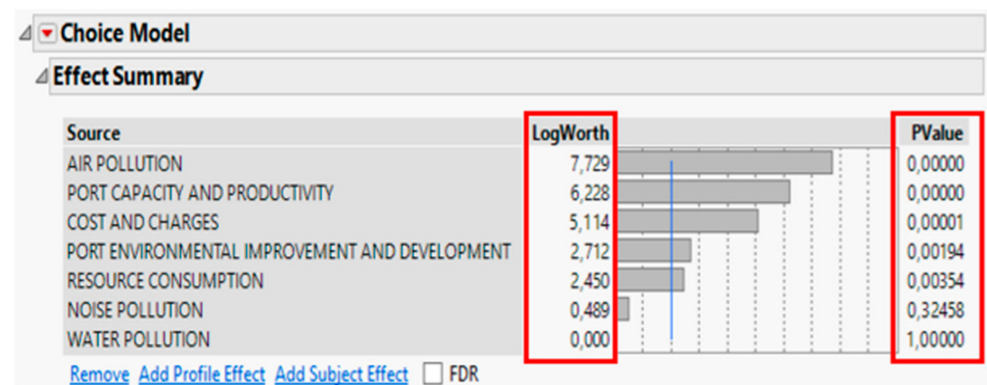 Choice Model
Effect Summary
Source LogWorth PValue
AIR POLLUTION 7,729 0,00000
PORT CAPACITY AND PRODUCTIVITY 6,228 0,00000
COST AND CHARGES 5,114 0,00001
PORT ENVIRONMENTAL IMPROVEMENT AND DEVELOPMENT 2,712 0,00194
RESOURCE CONSUMPTION 2,450 0,00354
NOISE POLLUTION 0,489 0,32458
WATER POLLUTION 0,000 1,00000
Remove Add Profile Effect Add Subject Effect FDR